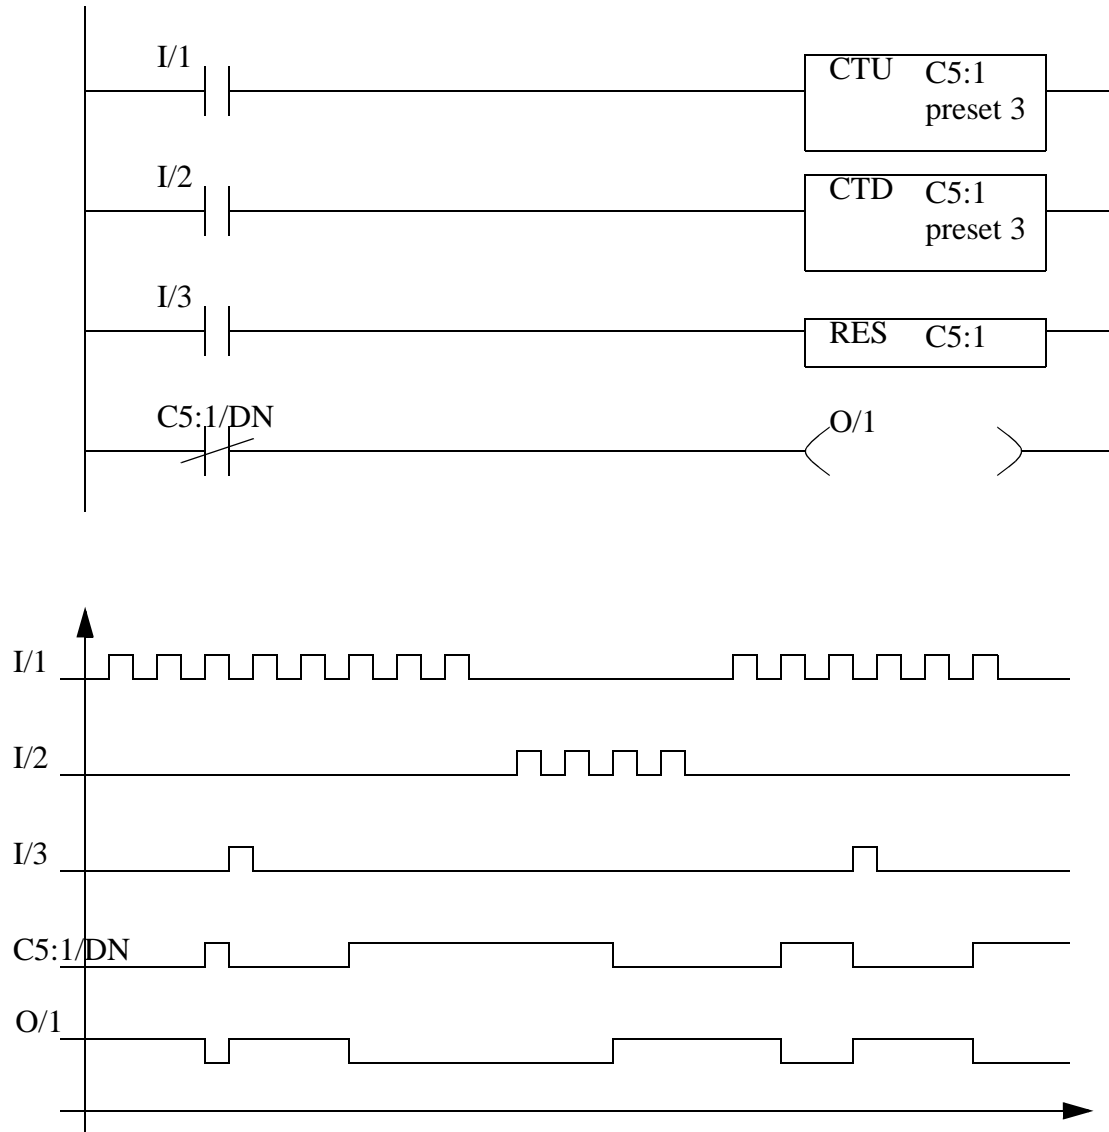 I/1
CTU C5:1
preset 3
I/2
CTD C5:1
preset 3
I/3
RES C5:1
C5:1/DN
O/1
I/1
I/2
I/3
C5:1/DN
O/1